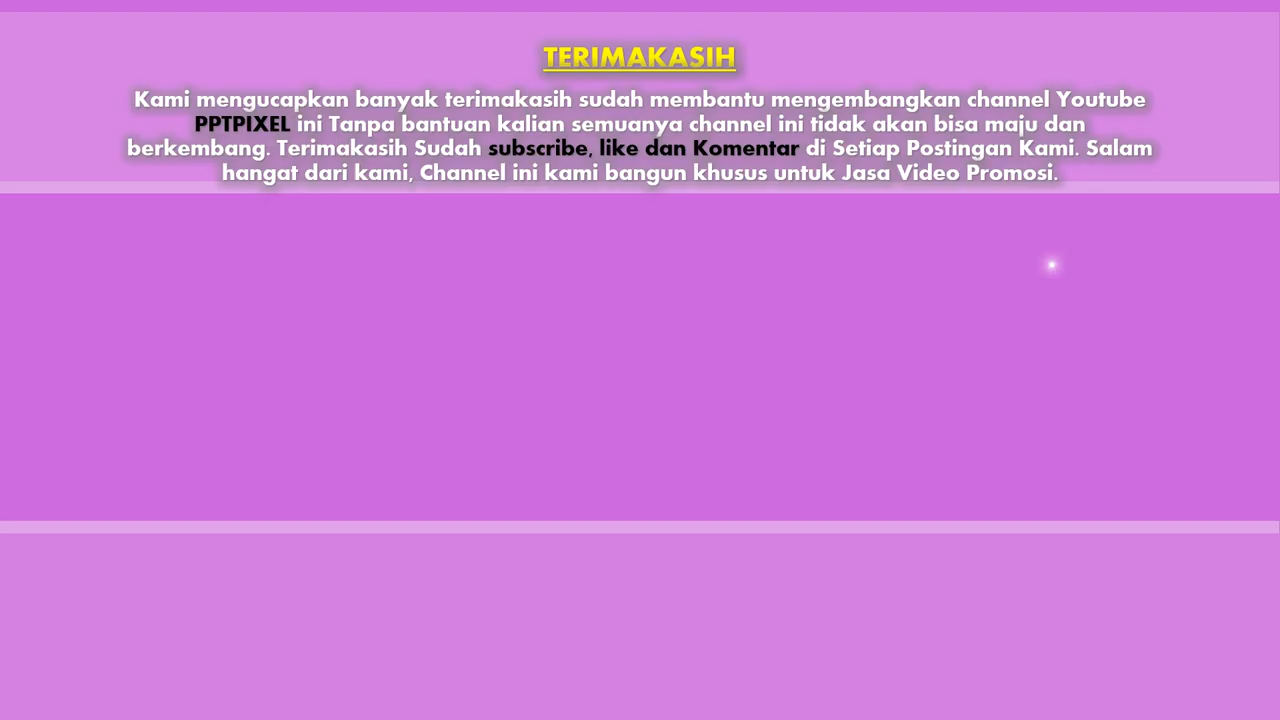 TERIMAKASIH
Kami mengucapkan banyak terimakasih sudah membantu mengembangkan channel Youtube
PPTPIXEL ini Tanpa bantuan kalian semuanya channel ini tidak akan bisa maju dan
berkembang. Terimakasih Sudah subscribe, like dan Komentar di Setiap Postingan Kami. Salam
hangat dari kami, Channel ini kami bangun khusus untuk Jasa Video Promosi.